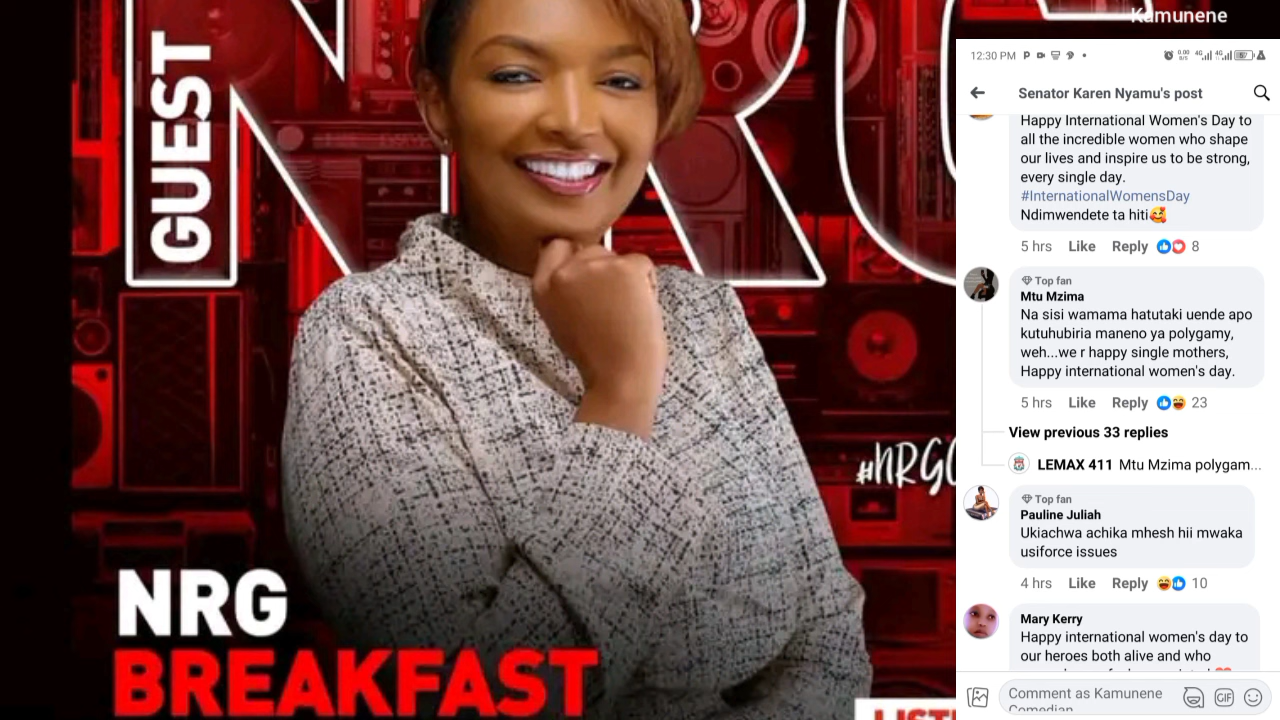 Kamunene
GUEST
NRG
#NRG
NRG
BREAKFAST
12:30 PM
Senator Karen Nyamu's post
Happy International Women's Day to
all the incredible women who shape
our lives and inspire us to be strong,
every single day.
#InternationalWomensDay
Ndimwendete ta hiti🥰
5 hrs Like Reply 8
Top fan
Mtu Mzima
Na sisi wamama hatutaki uende apo
kutuhubiria maneno ya polygamy,
weh...we r happy single mothers,
Happy international women's day.
5 hrs Like Reply 23
View previous 33 replies
LEMAX 411 Mtu Mzima polygam...
Top fan
Pauline Juliah
Ukiachwa achika mhesh hii mwaka
usiforce issues
4 hrs Like Reply 10
Mary Kerry
Happy international women's day to
our heroes both alive and who
Comment as Kamunene
Comedian
GIF